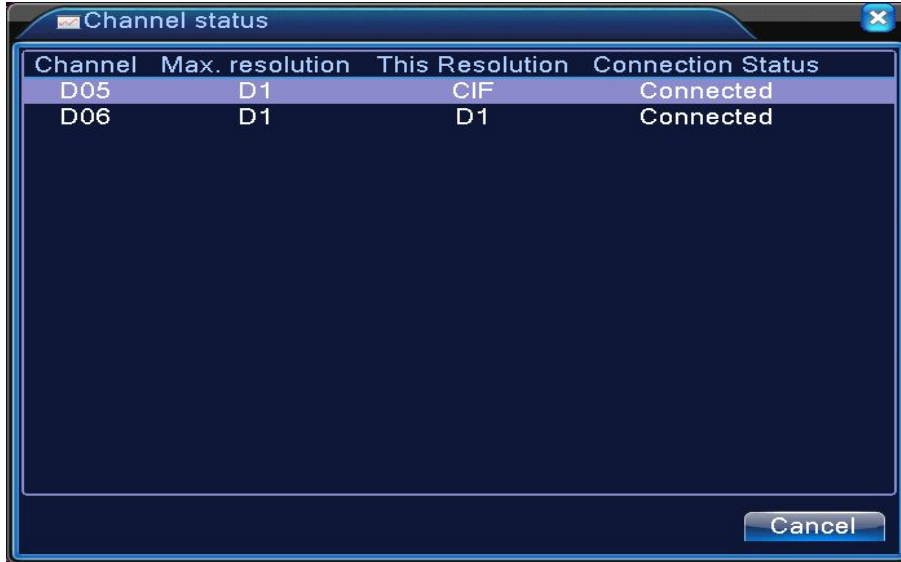 Channel status
Channel Max. resolution This Resolution Connection Status
D05 D1 CIF Connected
D06 D1 D1 Connected
Cancel